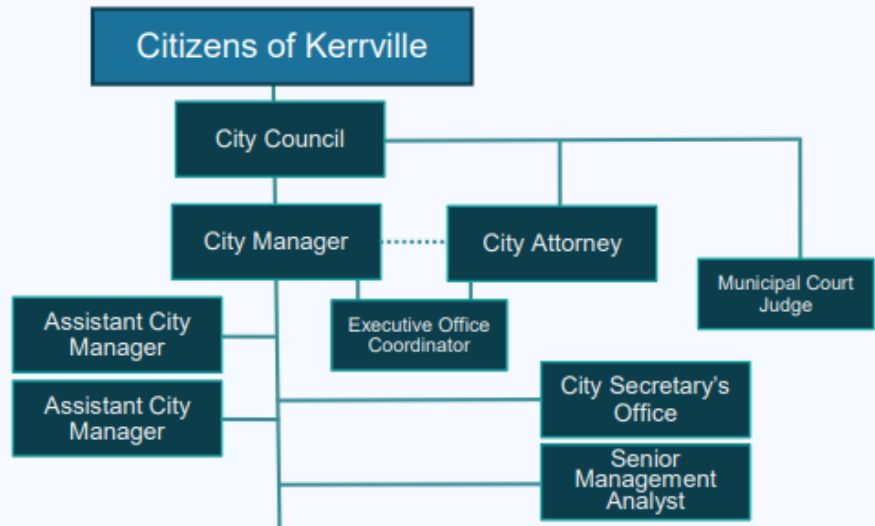 Citizens of Kerrville
City Council
City Manager
City Attorney
Municipal Court
Judge
Executive Office
Coordinator
Assistant City
Manager
Assistant City
Manager
City Secretary's
Office
Senior
Management
Analyst